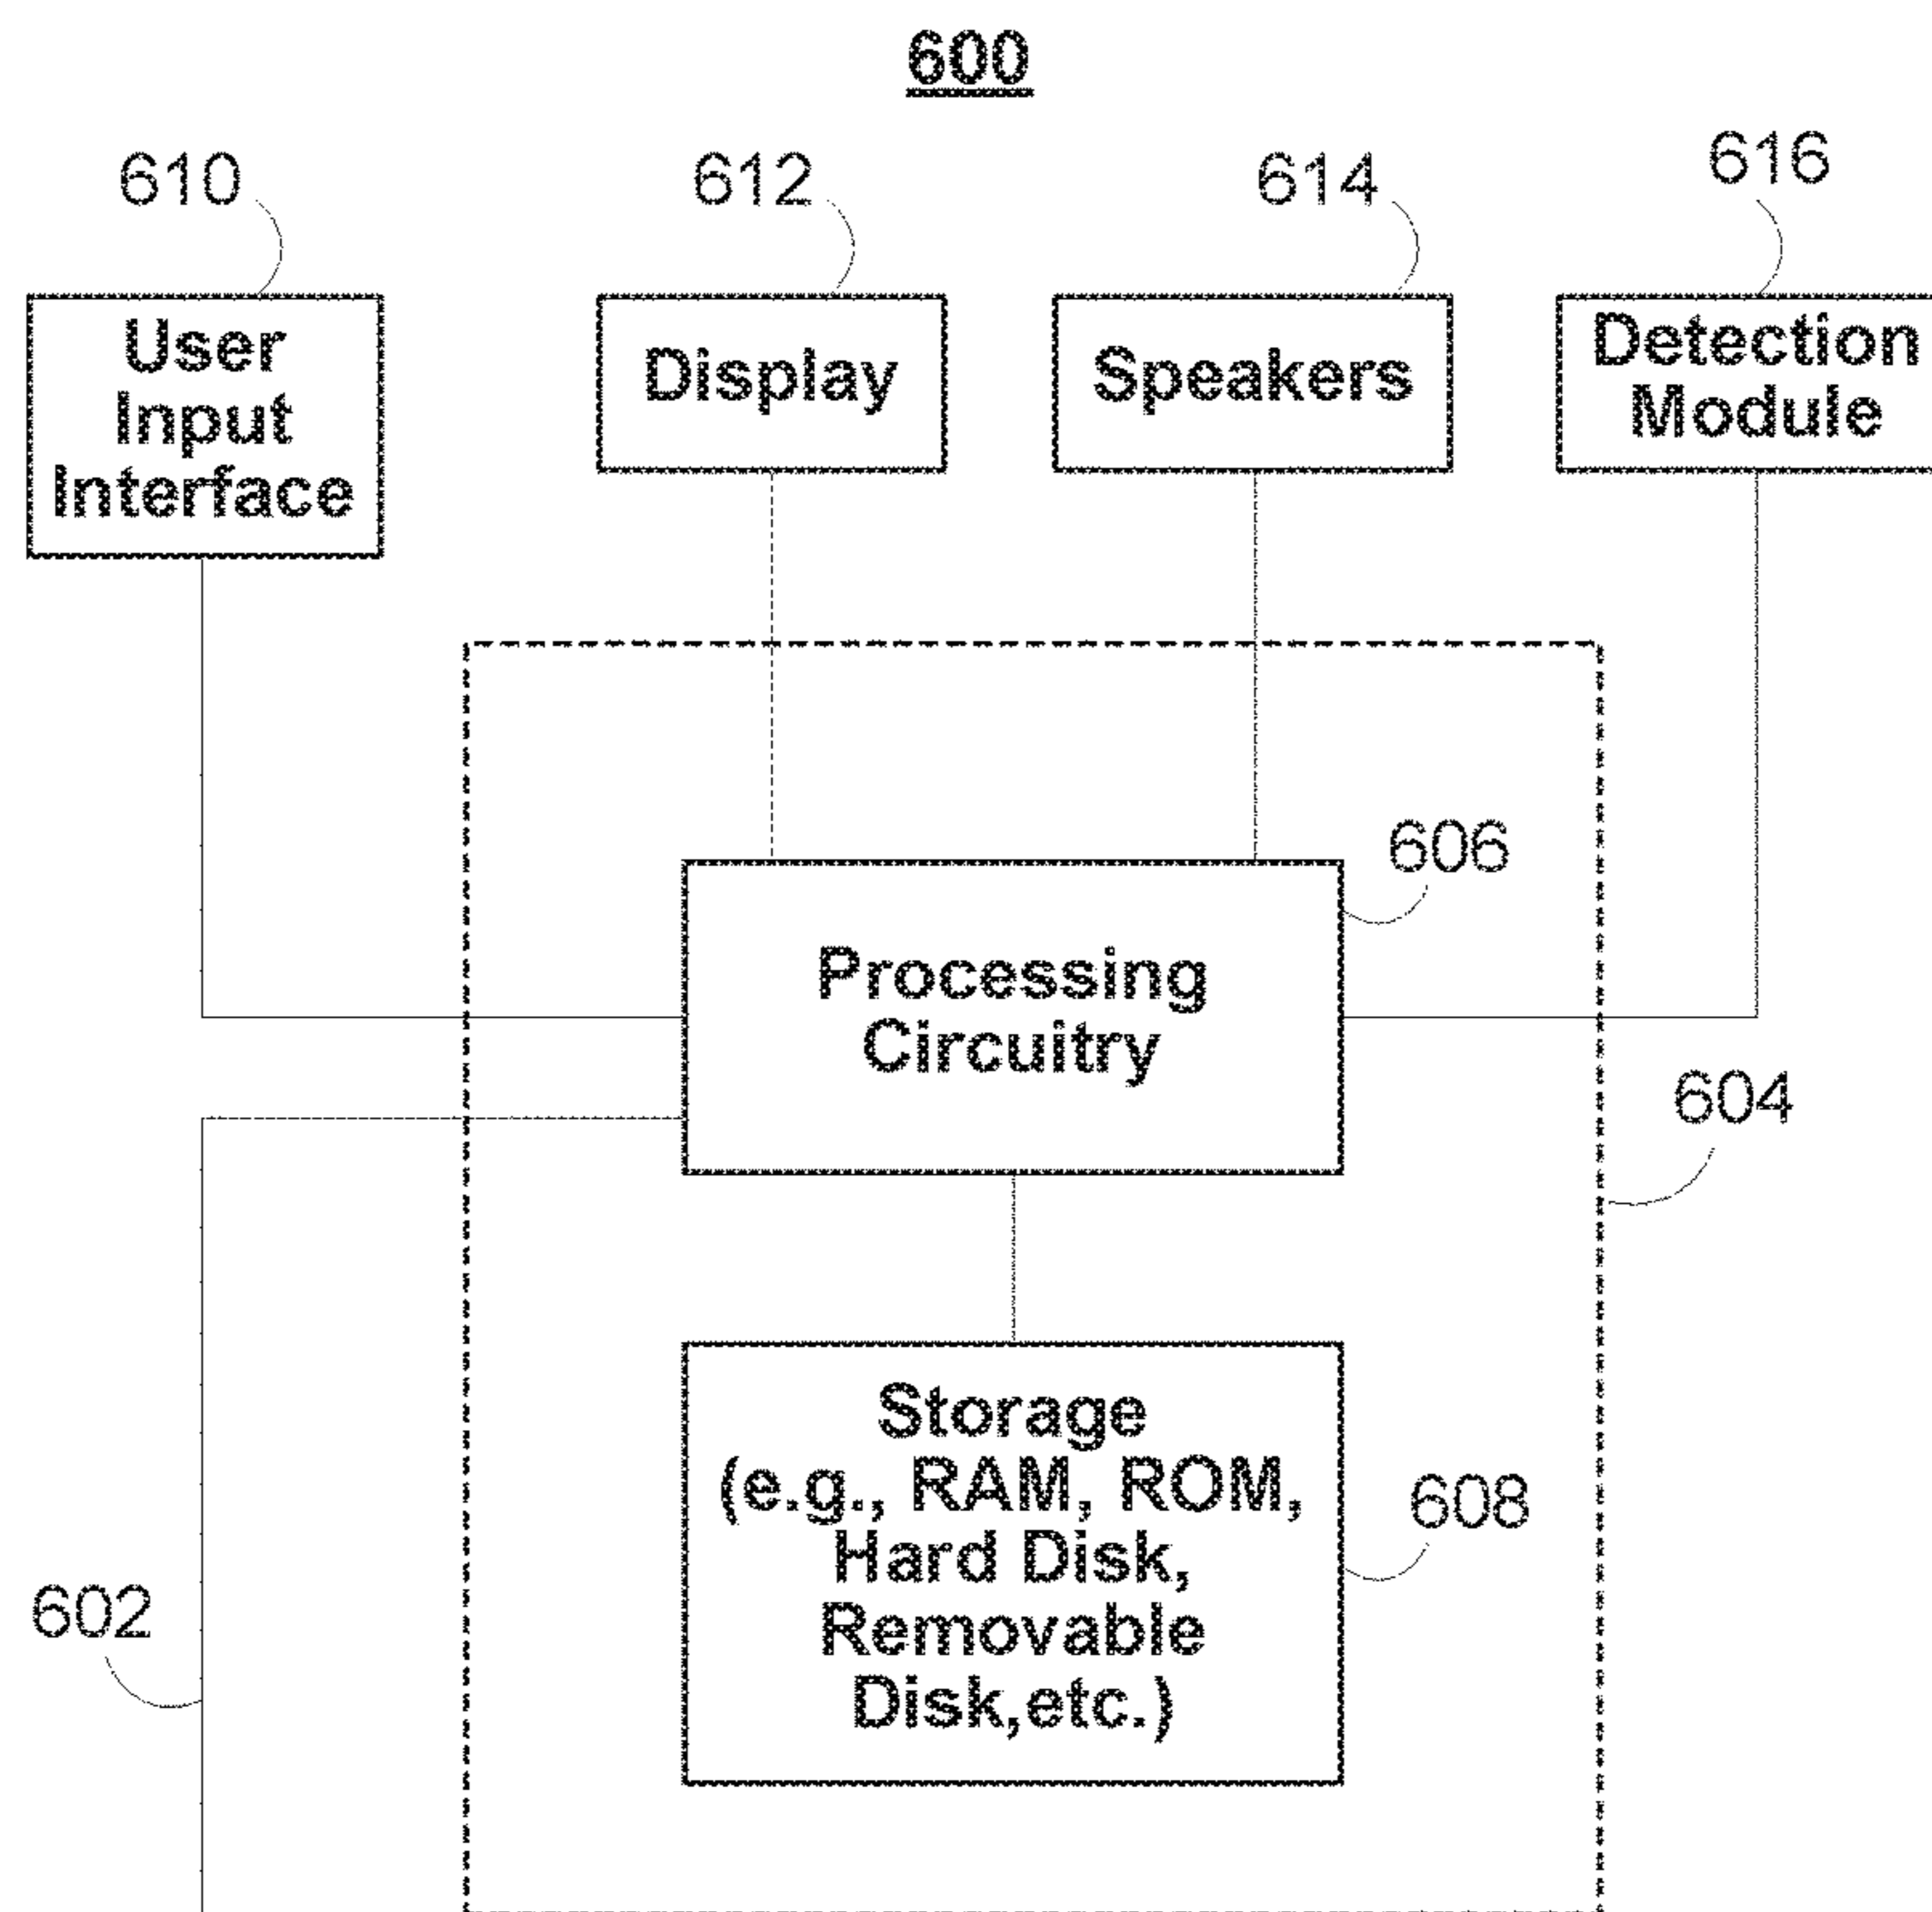 600
610
612
614
616
User
Input
Interface
Display
Speakers
Detection
Module
606
Processing
Circuitry
604
Storage
(e.g., RAM, ROM,
Hard Disk,
Removable
Disk,etc.)
608
602